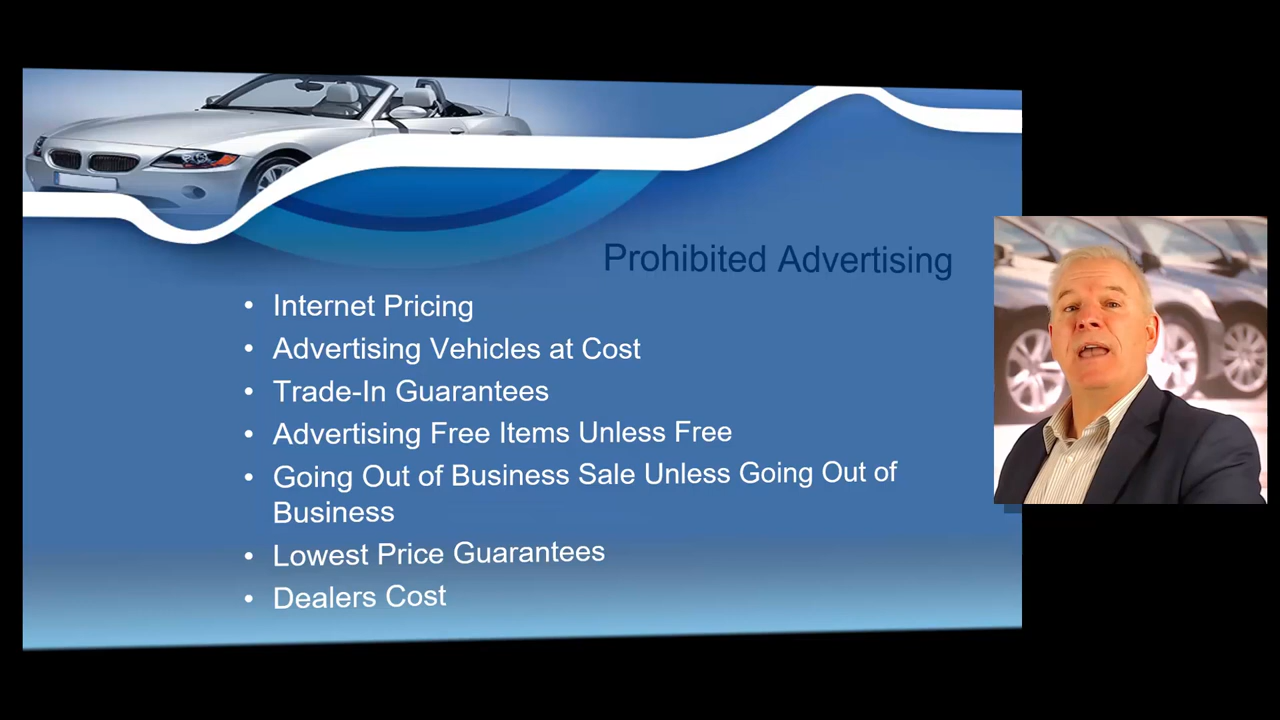 Prohibited Advertising
• Internet Pricing
• Advertising Vehicles at Cost
• Trade-In Guarantees
• Advertising Free Items Unless Free
• Going Out of Business Sale Unless Going Out of
Business
• Lowest Price Guarantees
• Dealers Cost